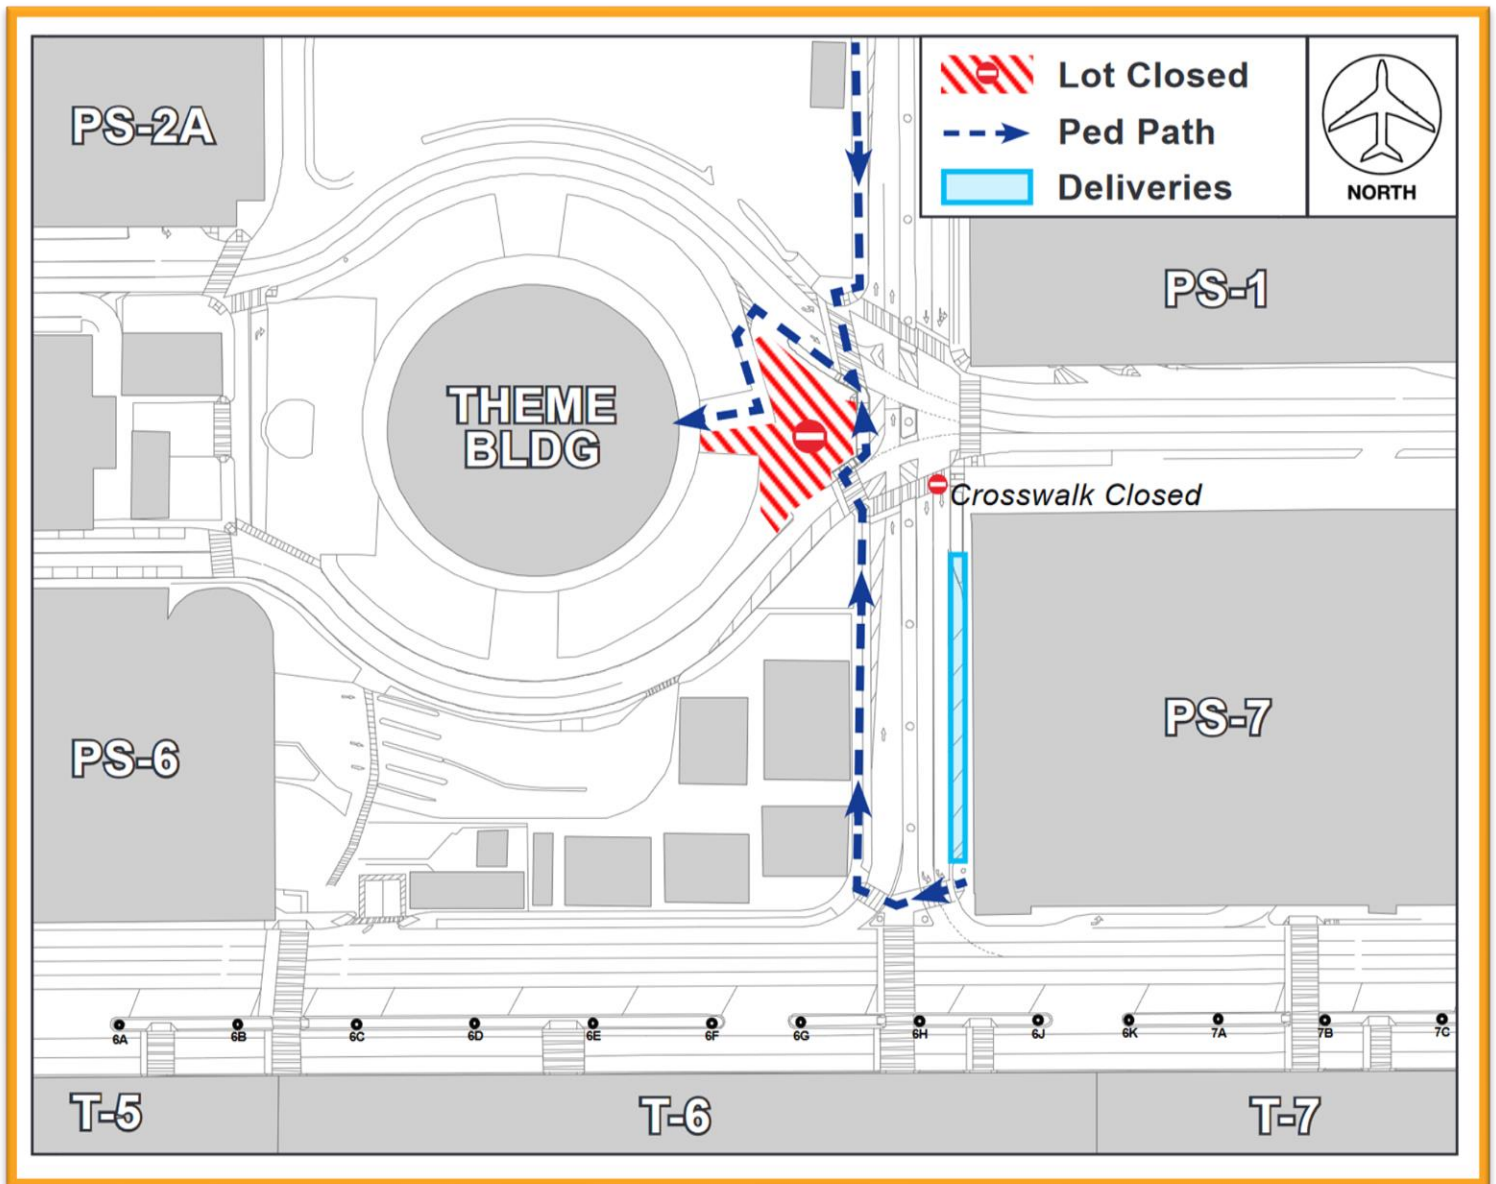 PS-2A
Lot Closed
Ped Path
Deliveries
NORTH
PS-1
THEME
BLDG
Crosswalk Closed
PS-6
PS-7
6A
6B
6C
6D
6E
6F
6G
6H
6J
6K
7A
7B
7C
T-5
T-6
T-7